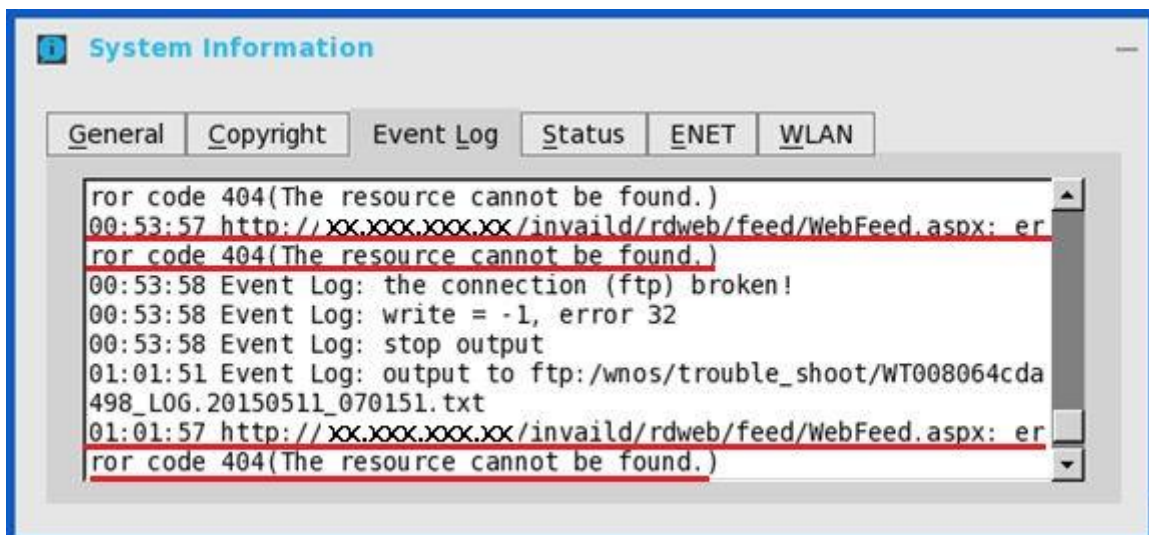 System Information
General Copyright Event Log Status ENET WLAN
ror code 404(The resource cannot be found.)
00:53:57 http://xx.xxx.xxx.xx/invaild/rdweb/feed/WebFeed.aspx: er
ror code 404(The resource cannot be found.)
00:53:58 Event Log: the connection (ftp) broken!
00:53:58 Event Log: write = -1, error 32
00:53:58 Event Log: stop output
01:01:51 Event Log: output to ftp:/wnos/trouble_shoot/WT008064cda
498_LOG.20150511_070151.txt
01:01:57 http://xx.xxx.xxx.xx/invaild/rdweb/feed/WebFeed.aspx: er
ror code 404(The resource cannot be found.)